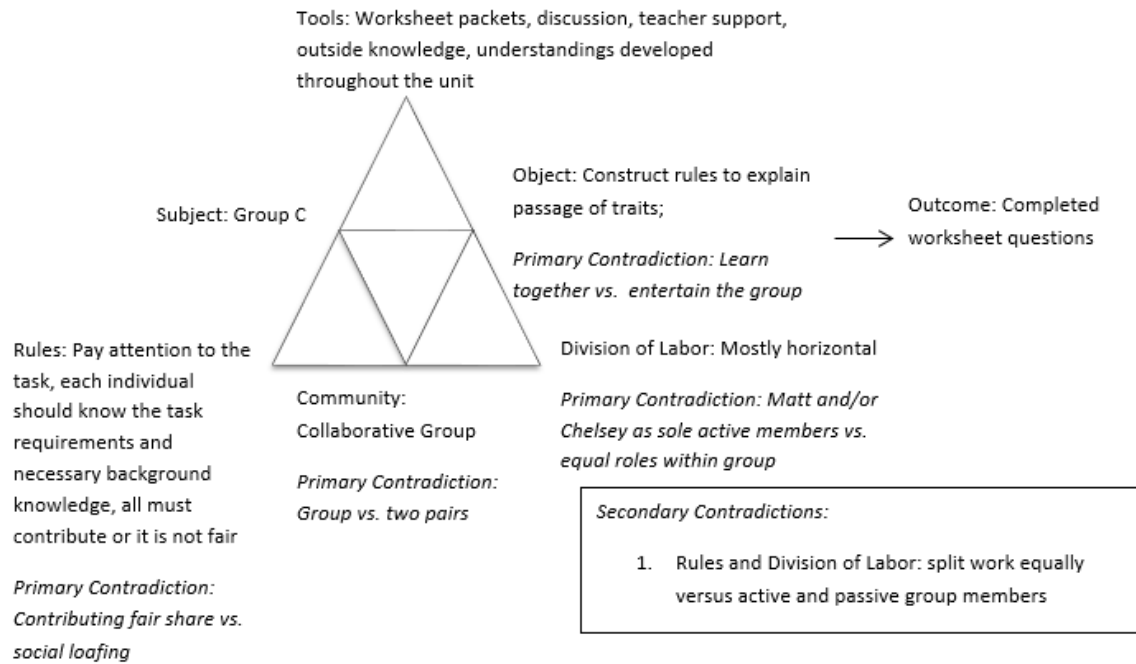 Tools: Worksheet packets, discussion, teacher support,
outside knowledge, understandings developed
throughout the unit
Subject: Group C
Object: Construct rules to explain
passage of traits;
Primary Contradiction: Learn
together vs.  entertain the group
Outcome: Completed
worksheet questions
Rules: Pay attention to the
task, each individual
should know the task
requirements and
necessary background
knowledge, all must
contribute or it is not fair
Primary Contradiction:
Contributing fair share vs.
social loafing
Community:
Collaborative Group
Primary Contradiction:
Group vs. two pairs
Division of Labor: Mostly horizontal
Primary Contradiction: Matt and/or
Chelsey as sole active members vs.
equal roles within group
Secondary Contradictions:
1. Rules and Division of Labor: split work equally
versus active and passive group members